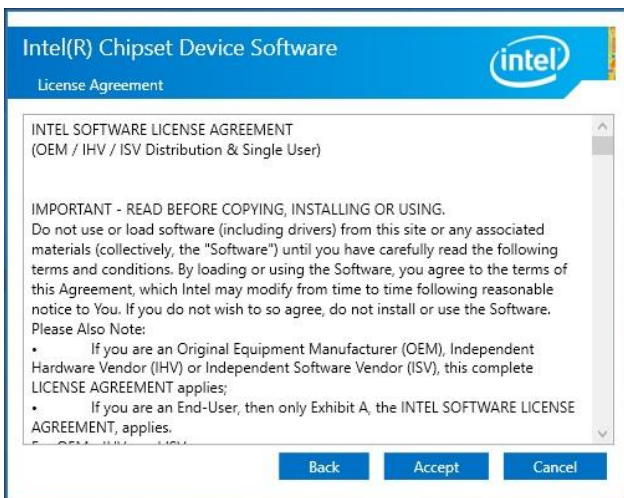 Intel(R) Chipset Device Software
License Agreement
intel
INTEL SOFTWARE LICENSE AGREEMENT
(OEM / IHV / ISV Distribution & Single User)
IMPORTANT - READ BEFORE COPYING, INSTALLING OR USING.
Do not use or load software (including drivers) from this site or any associated
materials (collectively, the "Software") until you have carefully read the following
terms and conditions. By loading or using the Software, you agree to the terms of
this Agreement, which Intel may modify from time to time following reasonable
notice to You. If you do not wish to so agree, do not install or use the Software.
Please Also Note:
• If you are an Original Equipment Manufacturer (OEM), Independent
Hardware Vendor (IHV) or Independent Software Vendor (ISV), this complete
LICENSE AGREEMENT applies;
• If you are an End-User, then only Exhibit A, the INTEL SOFTWARE LICENSE
AGREEMENT, applies.
Back Accept Cancel